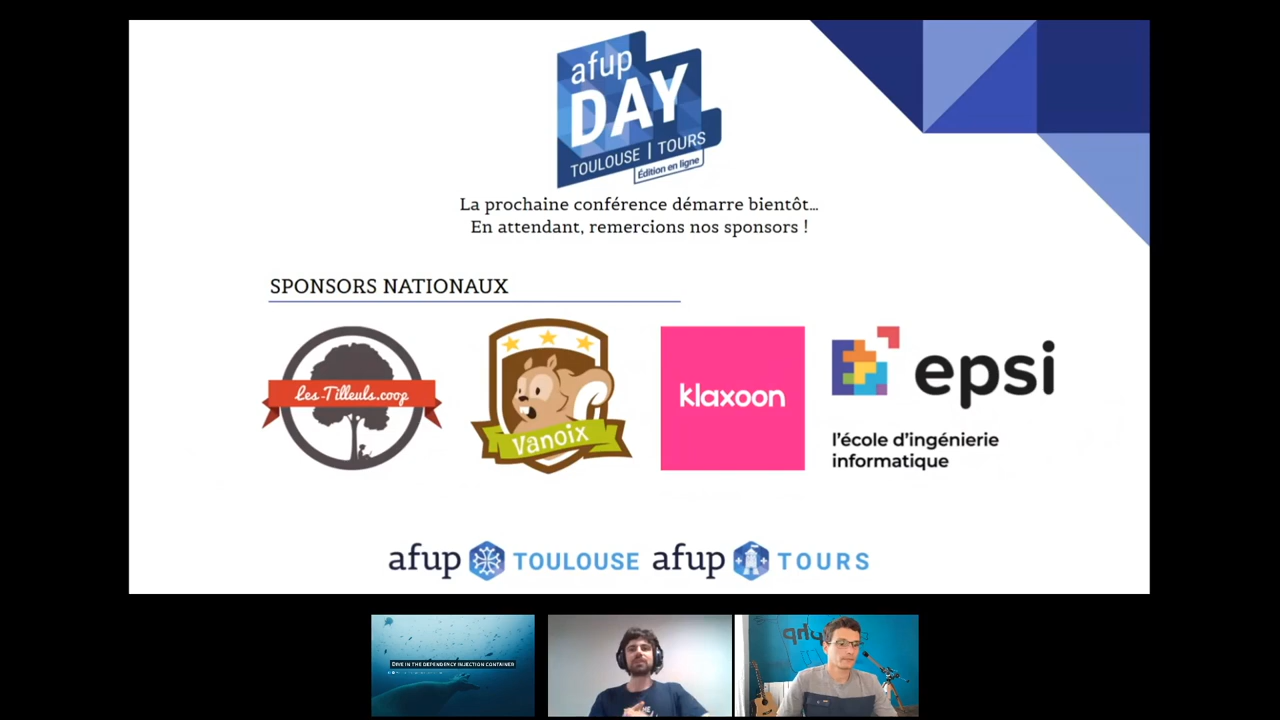 afup
DAY
TOULOUSE | TOURS
Édition en ligne
La prochaine conférence démarre bientôt...
En attendant, remercions nos sponsors !
SPONSORS NATIONAUX
Les-Tilleuls.coop
Vanoix
klaxoon
epsi
l'école d'ingénierie
informatique
afup TOULOUSE afup TOURS
DIVE IN THE DEPENDENCY INJECTION CONTAINER